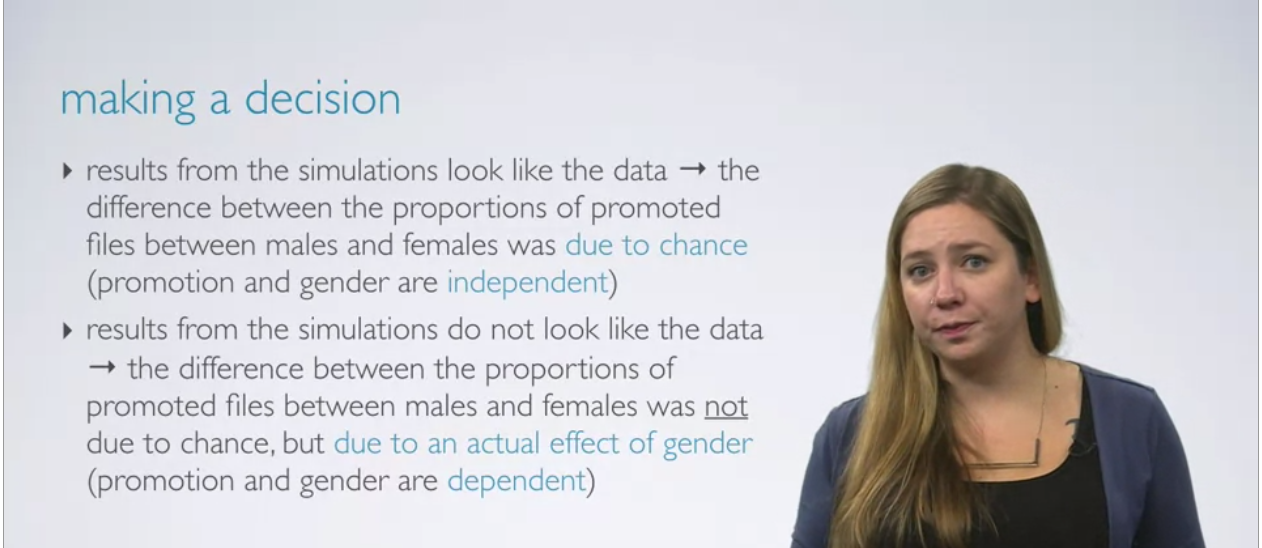 making a decision
‣ results from the simulations look like the data → the
difference between the proportions of promoted
files between males and females was due to chance
(promotion and gender are independent)
‣ results from the simulations do not look like the data
→ the difference between the proportions of
promoted files between males and females was not
due to chance, but due to an actual effect of gender
(promotion and gender are dependent)